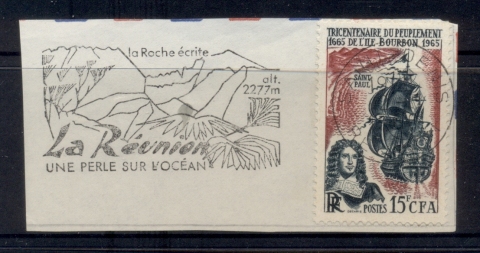 la Roche écrite
alt.
2277m
La Réunion
UNE PERLE SUR L'OCÉAN
TRICENTENAIRE DU PEUPLEMENT
1665 DE L'ILE BOURBON 1965
SAINT
PAUL
RF
POSTES 15F CFA